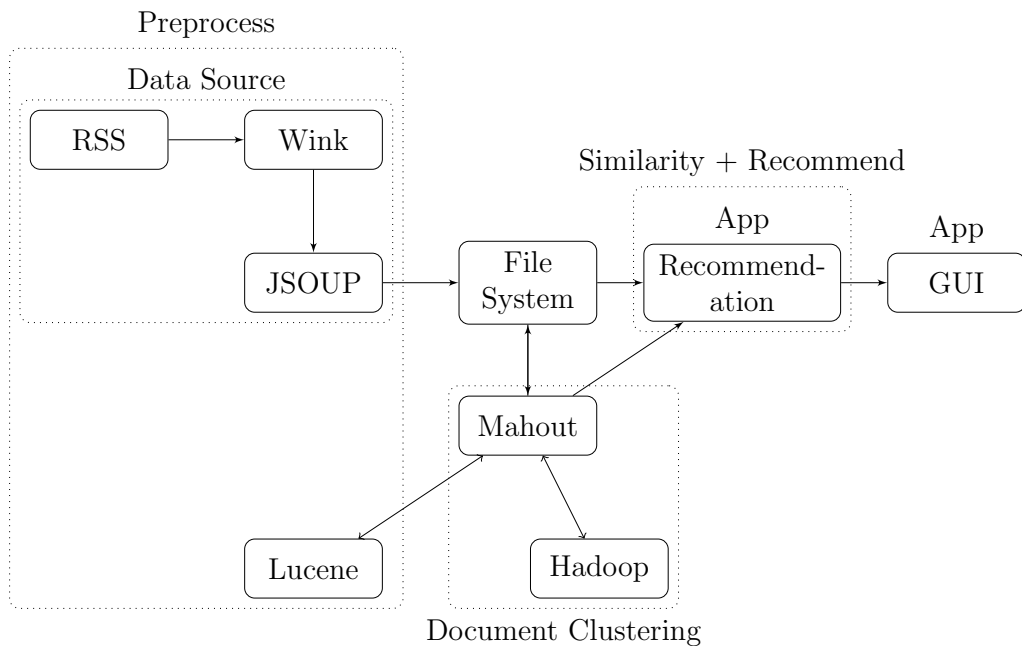 Preprocess
Data Source
RSS
Wink
JSOUP
File
System
Similarity + Recommend
App
Recommend-
ation
App
GUI
Mahout
Lucene
Hadoop
Document Clustering